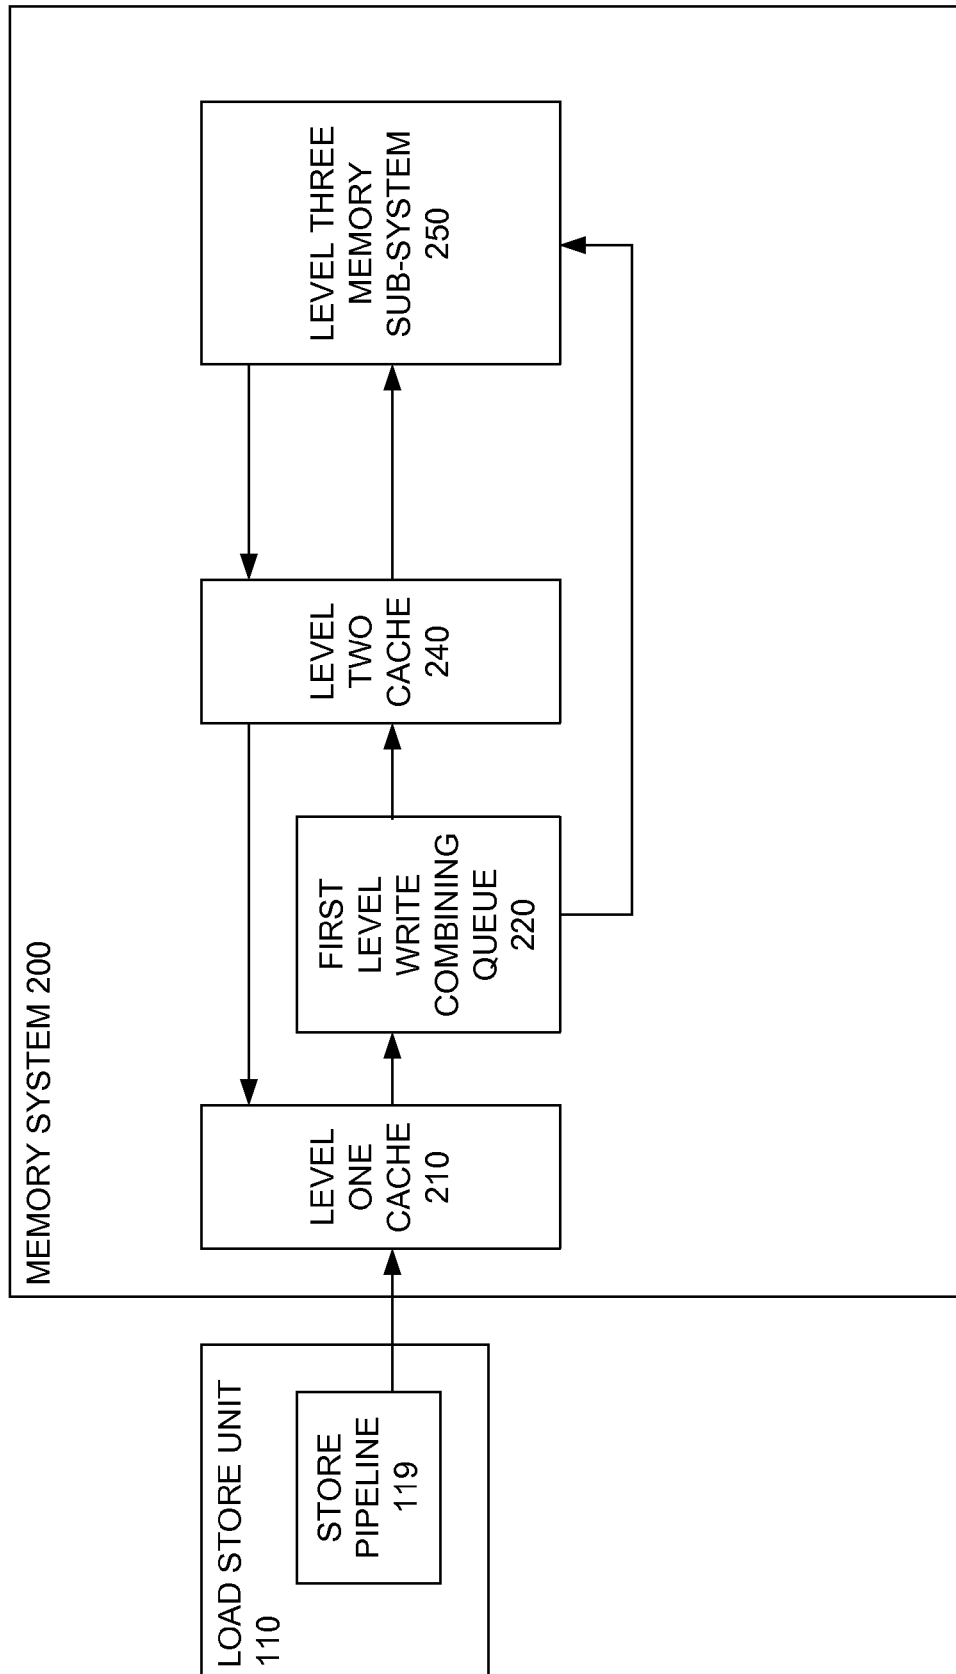 MEMORY SYSTEM 200
LOAD STORE UNIT
110
STORE
PIPELINE
119
LEVEL
ONE
CACHE
210
FIRST
LEVEL
WRITE
COMBINING
QUEUE
220
LEVEL
TWO
CACHE
240
LEVEL THREE
MEMORY
SUB-SYSTEM
250